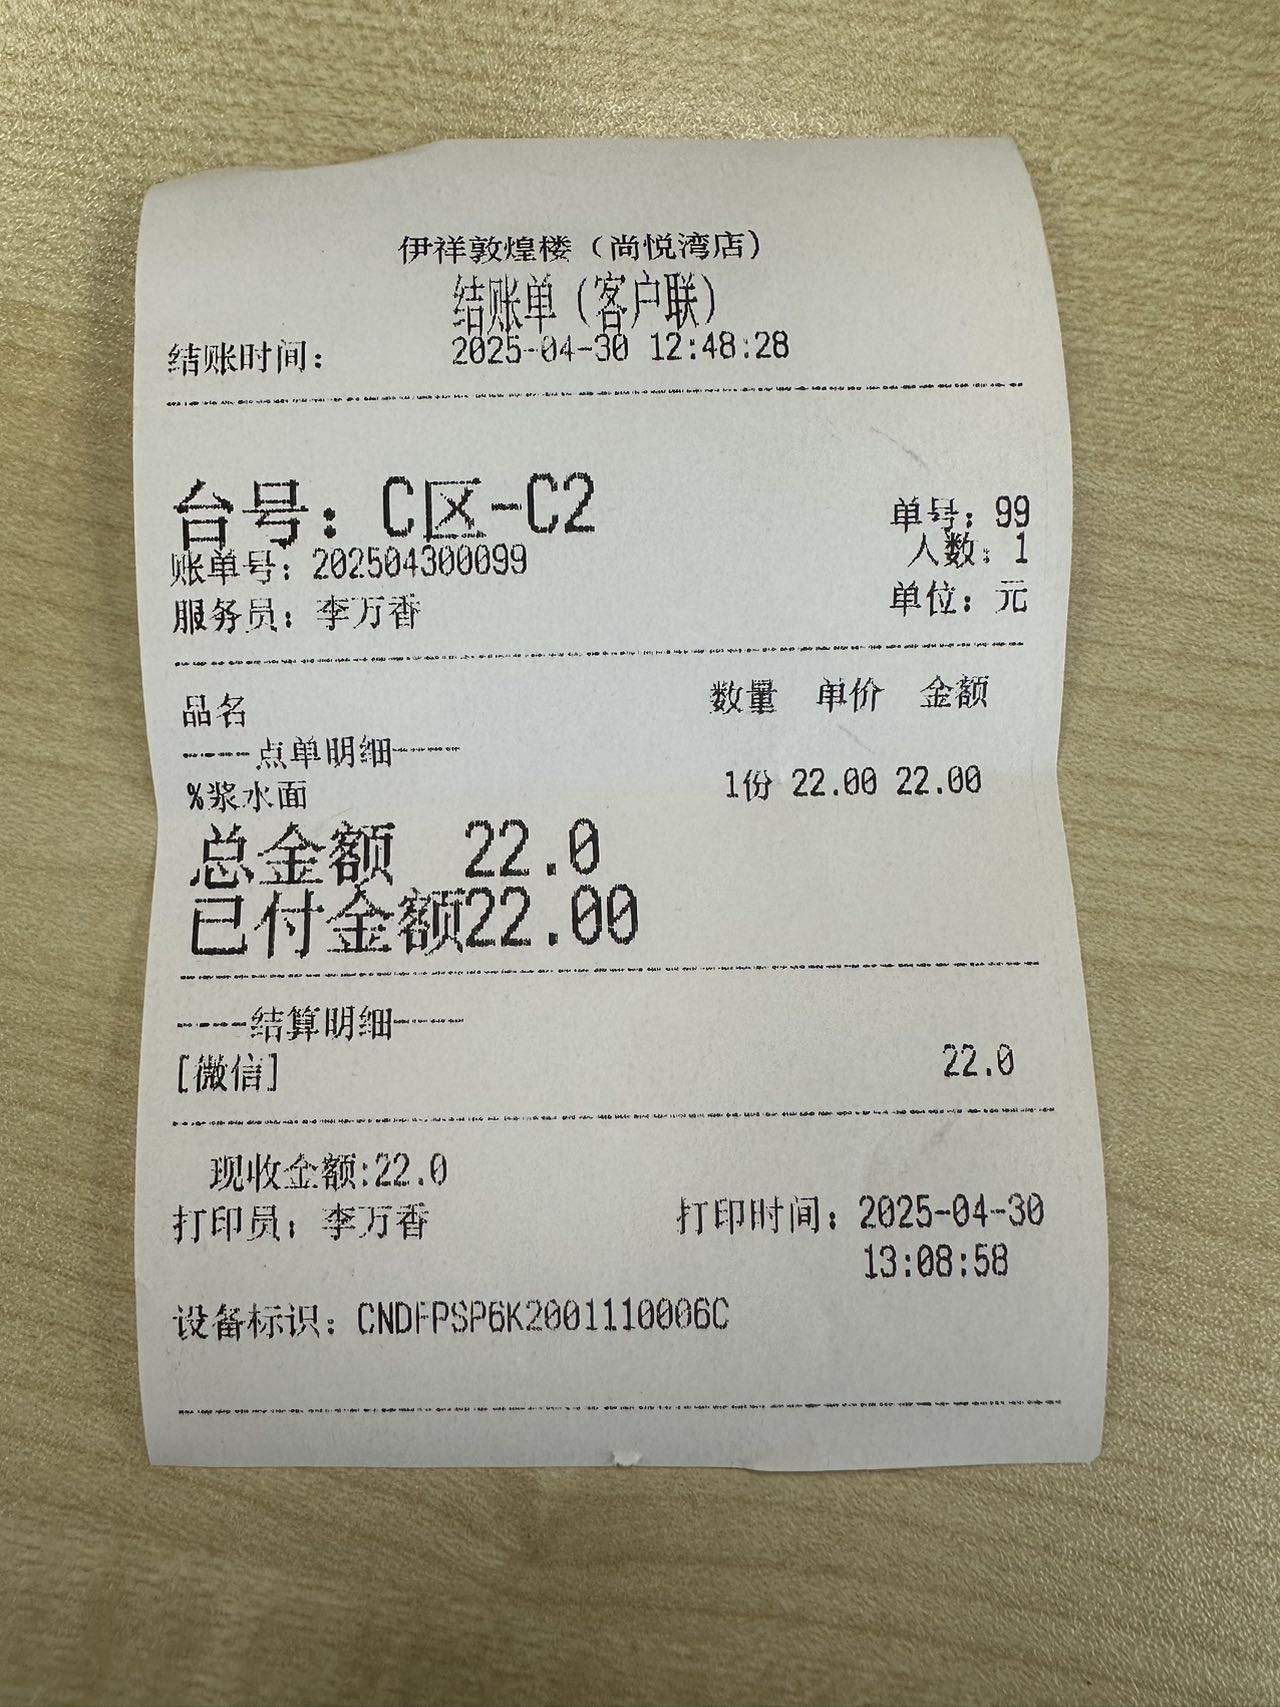 伊祥敦煌楼（尚悦湾店）
结账单（客户联）
结账时间： 2025-04-30 12:48:28
台号：C区-C2
单号：99
账单号：202504300099
人数：1
服务员：李万香
单位：元
品名 数量 单价 金额
-----点单明细-----
%浆水面 1份 22.00 22.00
总金额 22.0
已付金额22.00
-----结算明细-----
[微信] 22.0
现收金额:22.0
打印员：李万香 打印时间：2025-04-30
13:08:58
设备标识：CNDFPSP6K2001110006C